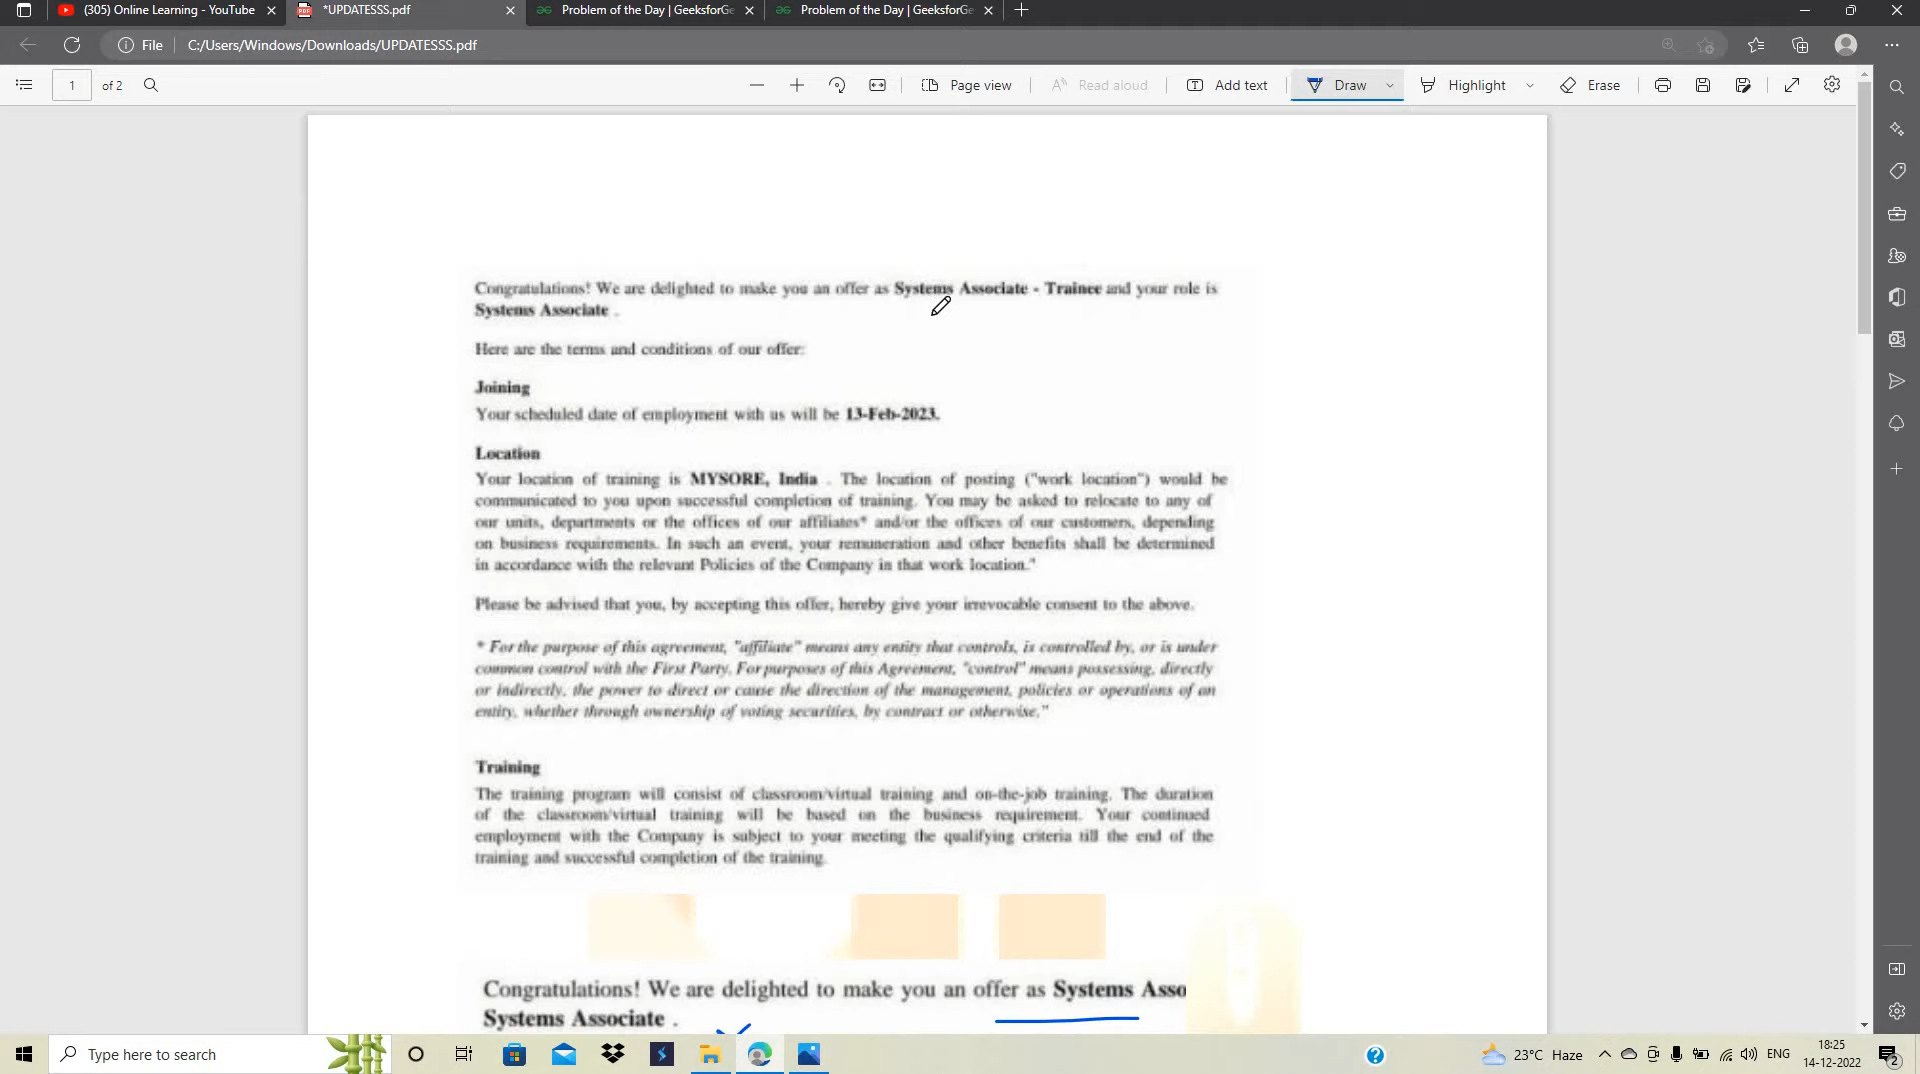 (305) Online Learning - YouTube
*UPDATESSS.pdf
Problem of the Day | GeeksforGe
Problem of the Day | GeeksforGe
File
C:/Users/Windows/Downloads/UPDATESSS.pdf
1 of 2
Page view
Read aloud
Add text
Draw
Highlight
Erase
Congratulations! We are delighted to make you an offer as Systems Associate - Trainee and your role is
Systems Associate .
Here are the terms and conditions of our offer:
Joining
Your scheduled date of employment with us will be 13-Feb-2023.
Location
Your location of training is MYSORE, India . The location of posting ("work location") would be
communicated to you upon successful completion of training. You may be asked to relocate to any of
our units, departments or the offices of our affiliates* and/or the offices of our customers, depending
on business requirements. In such an event, your remuneration and other benefits shall be determined
in accordance with the relevant Policies of the Company in that work location."
Please be advised that you, by accepting this offer, hereby give your irrevocable consent to the above.
* For the purpose of this agreement, "affiliate" means any entity that controls, is controlled by, or is under
common control with the First Party. For purposes of this Agreement, "control" means possessing, directly
or indirectly, the power to direct or cause the direction of the management, policies or operations of an
entity, whether through ownership of voting securities, by contract or otherwise."
Training
The training program will consist of classroom/virtual training and on-the-job training. The duration
of the classroom/virtual training will be based on the business requirement. Your continued
employment with the Company is subject to your meeting the qualifying criteria till the end of the
training and successful completion of the training.
Congratulations! We are delighted to make you an offer as Systems Asso
Systems Associate .
Type here to search
23°C Haze
ENG
18:25
14-12-2022
2